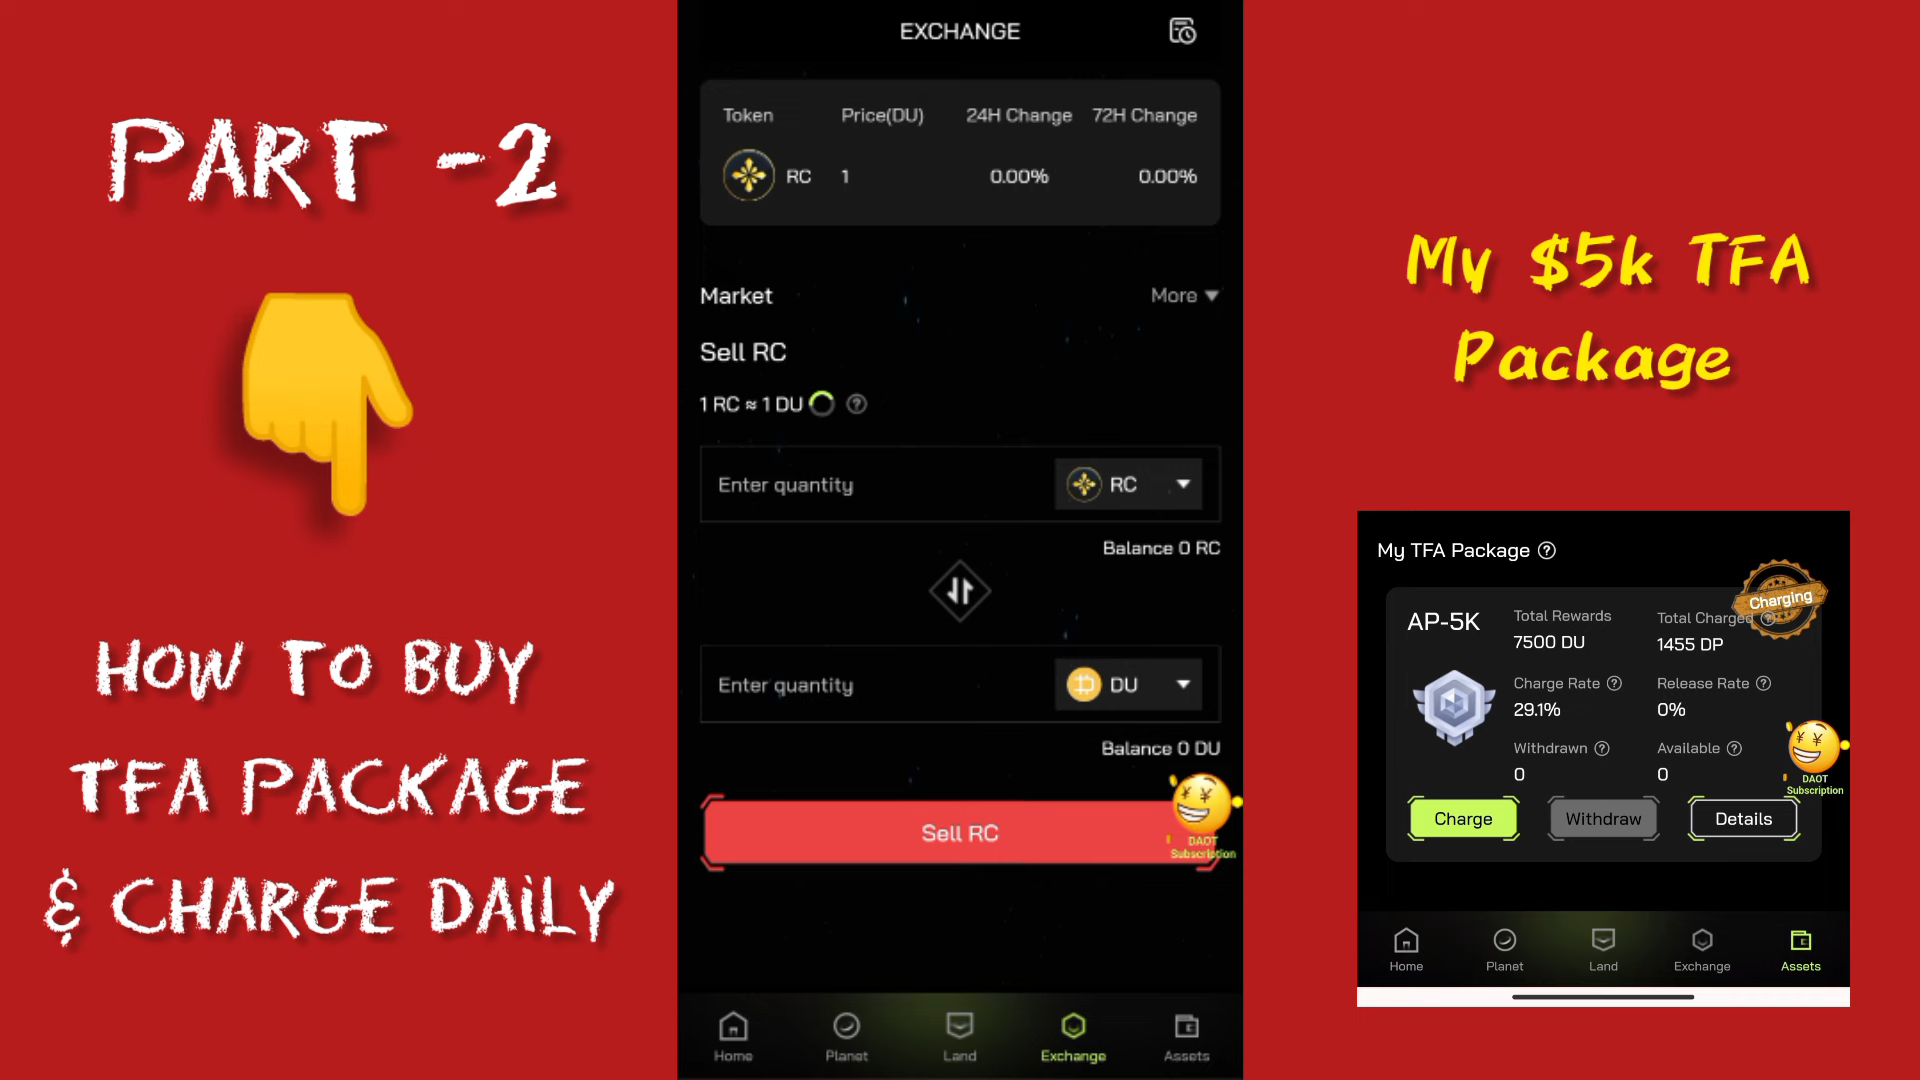 PART -2
HOW TO BUY
TFA PACKAGE
& CHARGE DAILY
EXCHANGE
Token Price(DU) 24H Change 72H Change
RC 1 0.00% 0.00%
Market More
Sell RC
1 RC ≈ 1 DU ?
Enter quantity RC
Balance 0 RC
Enter quantity DU
Balance 0 DU
Sell RC
DAOT
Subscription
Home Planet Land Exchange Assets
My $5k TFA
Package
My TFA Package ?
Charging
AP-5K
Total Rewards Total Charged ?
7500 DU 1455 DP
Charge Rate ? Release Rate ?
29.1% 0%
Withdrawn ? Available ?
0 0
DAOT
Subscription
Charge Withdraw Details
Home Planet Land Exchange Assets